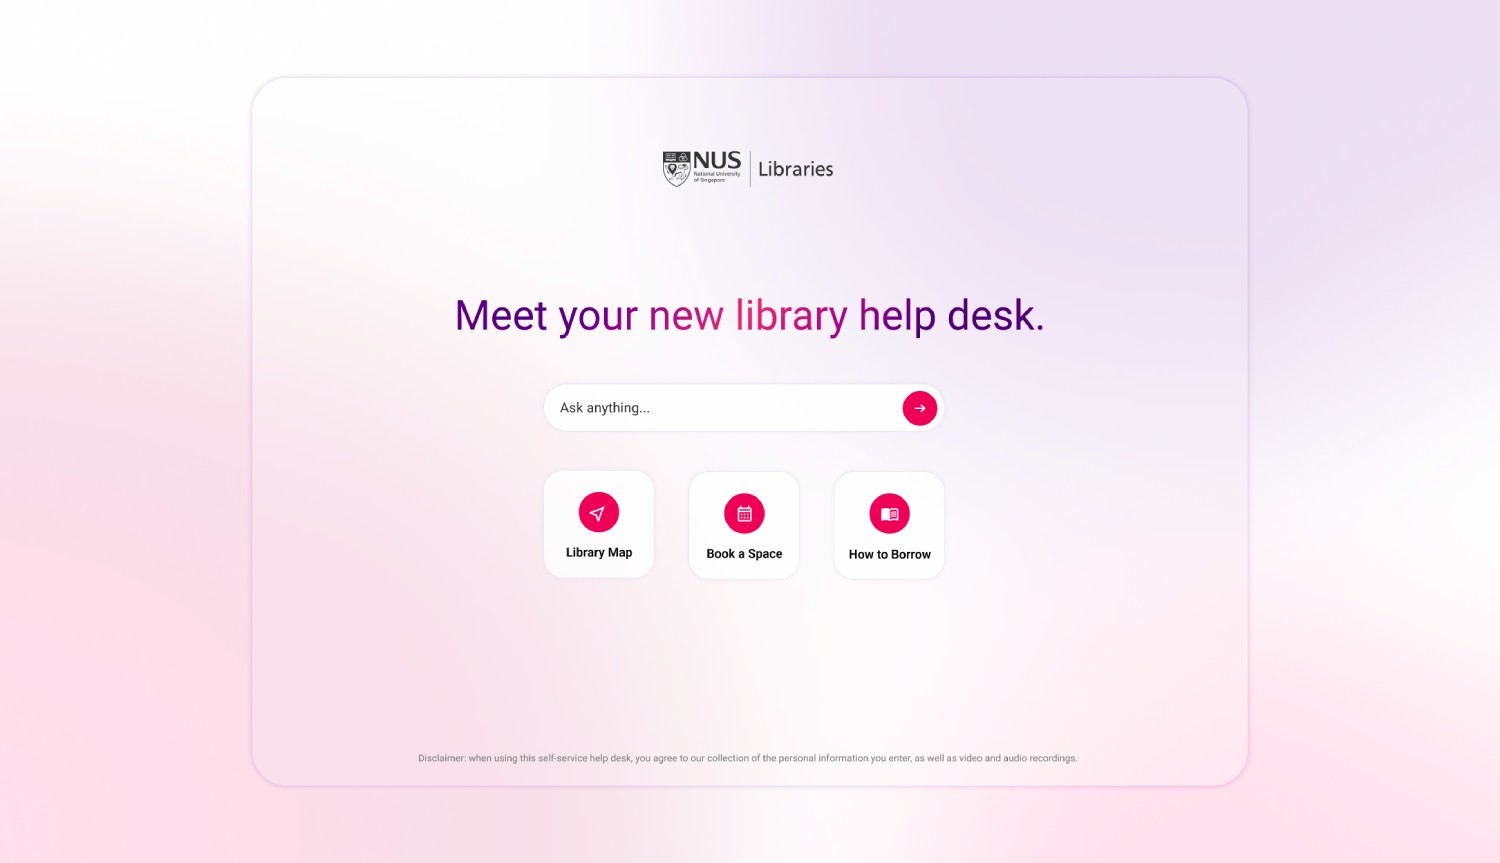 NUS
National University
of Singapore
Libraries
Meet your new library help desk.
Ask anything...
Library Map
Book a Space
How to Borrow
Disclaimer: when using this self-service help desk, you agree to our collection of the personal information you enter, as well as video and audio recordings.